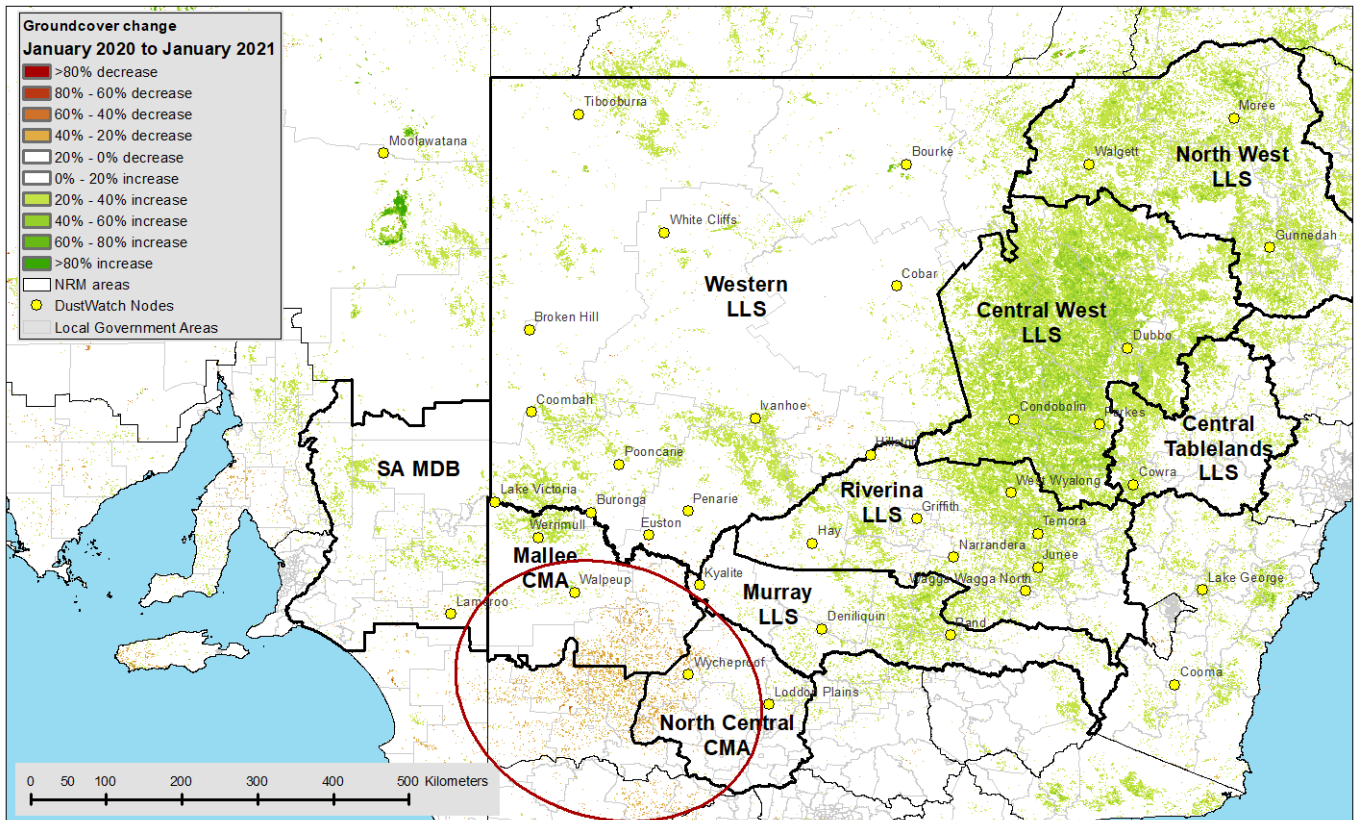 Groundcover change
January 2020 to January 2021
>80% decrease
80% - 60% decrease
60% - 40% decrease
40% - 20% decrease
20% - 0% decrease
0% - 20% increase
20% - 40% increase
40% - 60% increase
60% - 80% increase
>80% increase
NRM areas
DustWatch Nodes
Local Government Areas
Tibooburra
Moree
Moolawatana
Bourke
Walgett
North West
LLS
White Cliffs
Gunnedah
Western
LLS
Cobar
Central West
LLS
Broken Hill
Dubbo
Coombah
Ivanhoe
Condobolin
Parkes
Central
Tablelands
LLS
Hillston
Pooncarie
SA MDB
Cowra
Lake Victoria
Buronga
Penarie
Riverina
LLS
West Wyalong
Griffith
Werrimull
Euston
Temora
Hay
Mallee
CMA
Narrandera
Junee
Walpeup
Kyalite
Wagga Wagga North
Lake George
Murray
LLS
Lameroo
Deniliquin
Rand
Wycheproof
Cooma
Loddon Plains
North Central
CMA
0 50 100 200 300 400 500 Kilometers